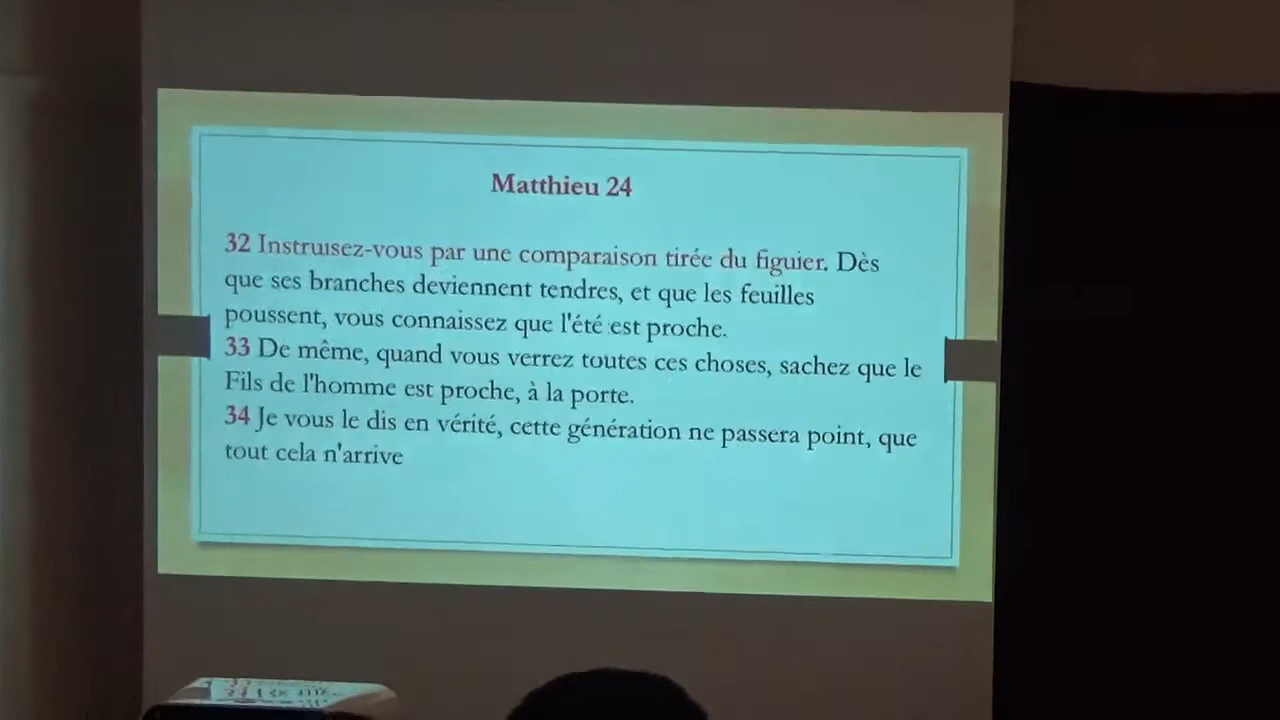 Matthieu 24
32 Instruisez-vous par une comparaison tirée du figuier. Dès
que ses branches deviennent tendres, et que les feuilles
poussent, vous connaissez que l'été est proche.
33 De même, quand vous verrez toutes ces choses, sachez que le
Fils de l'homme est proche, à la porte.
34 Je vous le dis en vérité, cette génération ne passera point, que
tout cela n'arrive